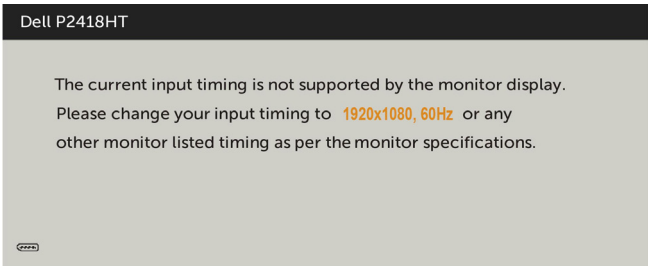 Dell P2418HT
The current input timing is not supported by the monitor display.
Please change your input timing to 1920x1080, 60Hz or any
other monitor listed timing as per the monitor specifications.